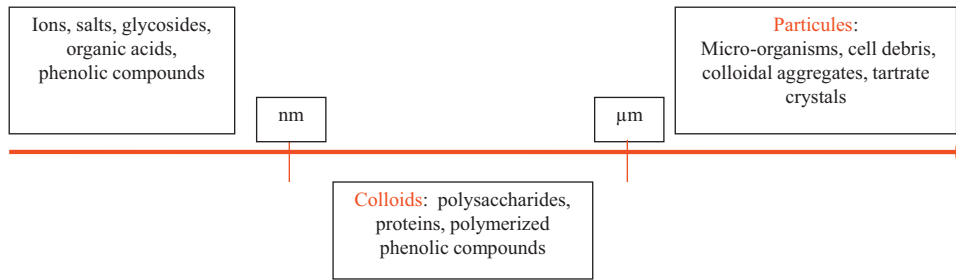 Ions, salts, glycosides,
organic acids,
phenolic compounds
Particules:
Micro-organisms, cell debris,
colloidal aggregates, tartrate
crystals
nm
µm
Colloids: polysaccharides,
proteins, polymerized
phenolic compounds